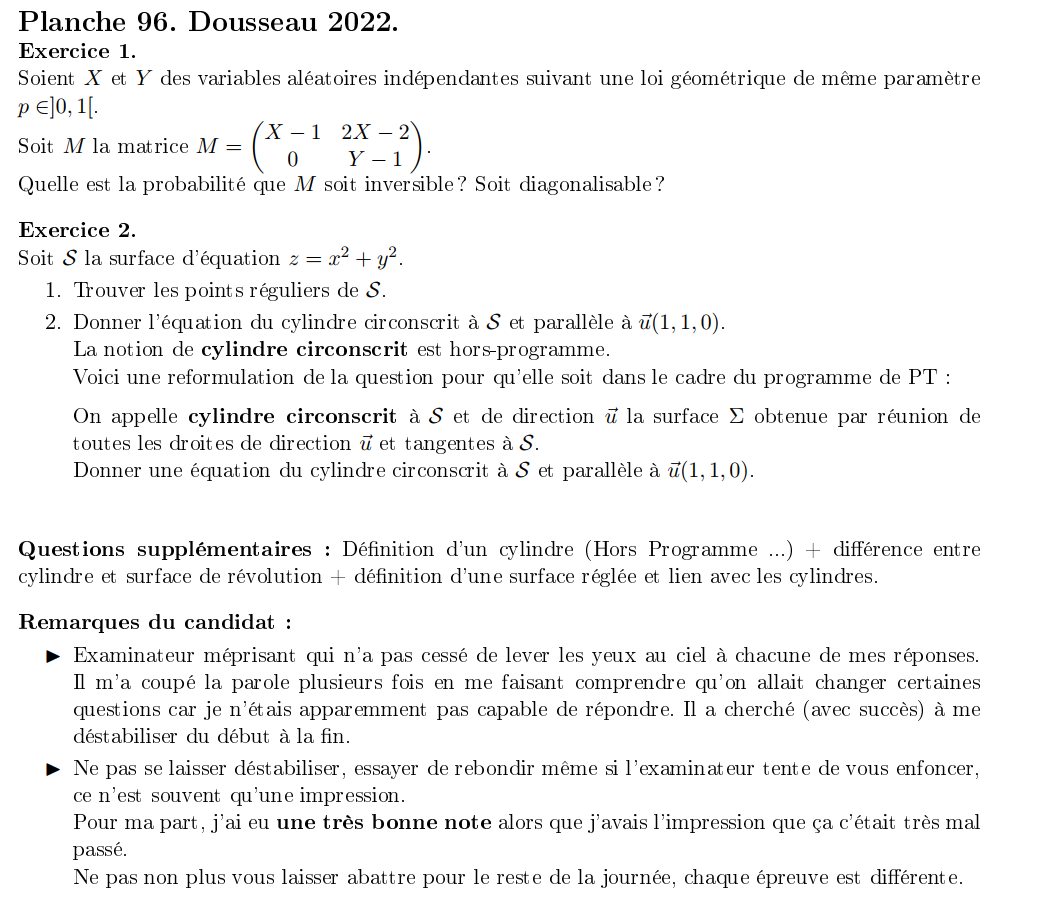 Planche 96. Dousseau 2022.
Exercice 1.
Soient X et Y des variables aléatoires indépendantes suivant une loi géométrique de même paramètre
p ∈]0, 1[.
Soit M la matrice M = \begin{pmatrix} X − 1 & 2X − 2 \\ 0 & Y − 1 \end{pmatrix}.
Quelle est la probabilité que M soit inversible ? Soit diagonalisable ?
Exercice 2.
Soit 𝒮 la surface d'équation z = x² + y².
1. Trouver les points réguliers de 𝒮.
2. Donner l'équation du cylindre circonscrit à 𝒮 et parallèle à \vec{u}(1, 1, 0).
La notion de cylindre circonscrit est hors-programme.
Voici une reformulation de la question pour qu'elle soit dans le cadre du programme de PT :
On appelle cylindre circonscrit à 𝒮 et de direction \vec{u} la surface Σ obtenue par réunion de
toutes les droites de direction \vec{u} et tangentes à 𝒮.
Donner une équation du cylindre circonscrit à 𝒮 et parallèle à \vec{u}(1, 1, 0).
Questions supplémentaires : Définition d'un cylindre (Hors Programme ...) + différence entre
cylindre et surface de révolution + définition d'une surface réglée et lien avec les cylindres.
Remarques du candidat :
▶ Examinateur méprisant qui n'a pas cessé de lever les yeux au ciel à chacune de mes réponses.
Il m'a coupé la parole plusieurs fois en me faisant comprendre qu'on allait changer certaines
questions car je n'étais apparemment pas capable de répondre. Il a cherché (avec succès) à me
déstabiliser du début à la fin.
▶ Ne pas se laisser déstabiliser, essayer de rebondir même si l'examinateur tente de vous enfoncer,
ce n'est souvent qu'une impression.
Pour ma part, j'ai eu une très bonne note alors que j'avais l'impression que ça c'était très mal
passé.
Ne pas non plus vous laisser abattre pour le reste de la journée, chaque épreuve est différente.